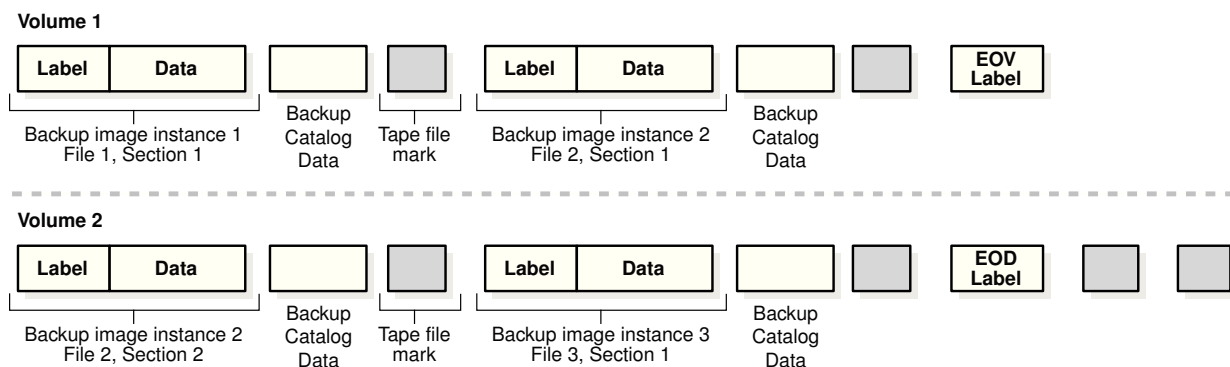 Volume 1
Label Data Label Data EOV
Label
Backup image instance 1
File 1, Section 1
Backup
Catalog
Data
Tape file
mark
Backup image instance 2
File 2, Section 1
Backup
Catalog
Data
Volume 2
Label Data Label Data EOD
Label
Backup image instance 2
File 2, Section 2
Backup
Catalog
Data
Tape file
mark
Backup image instance 3
File 3, Section 1
Backup
Catalog
Data